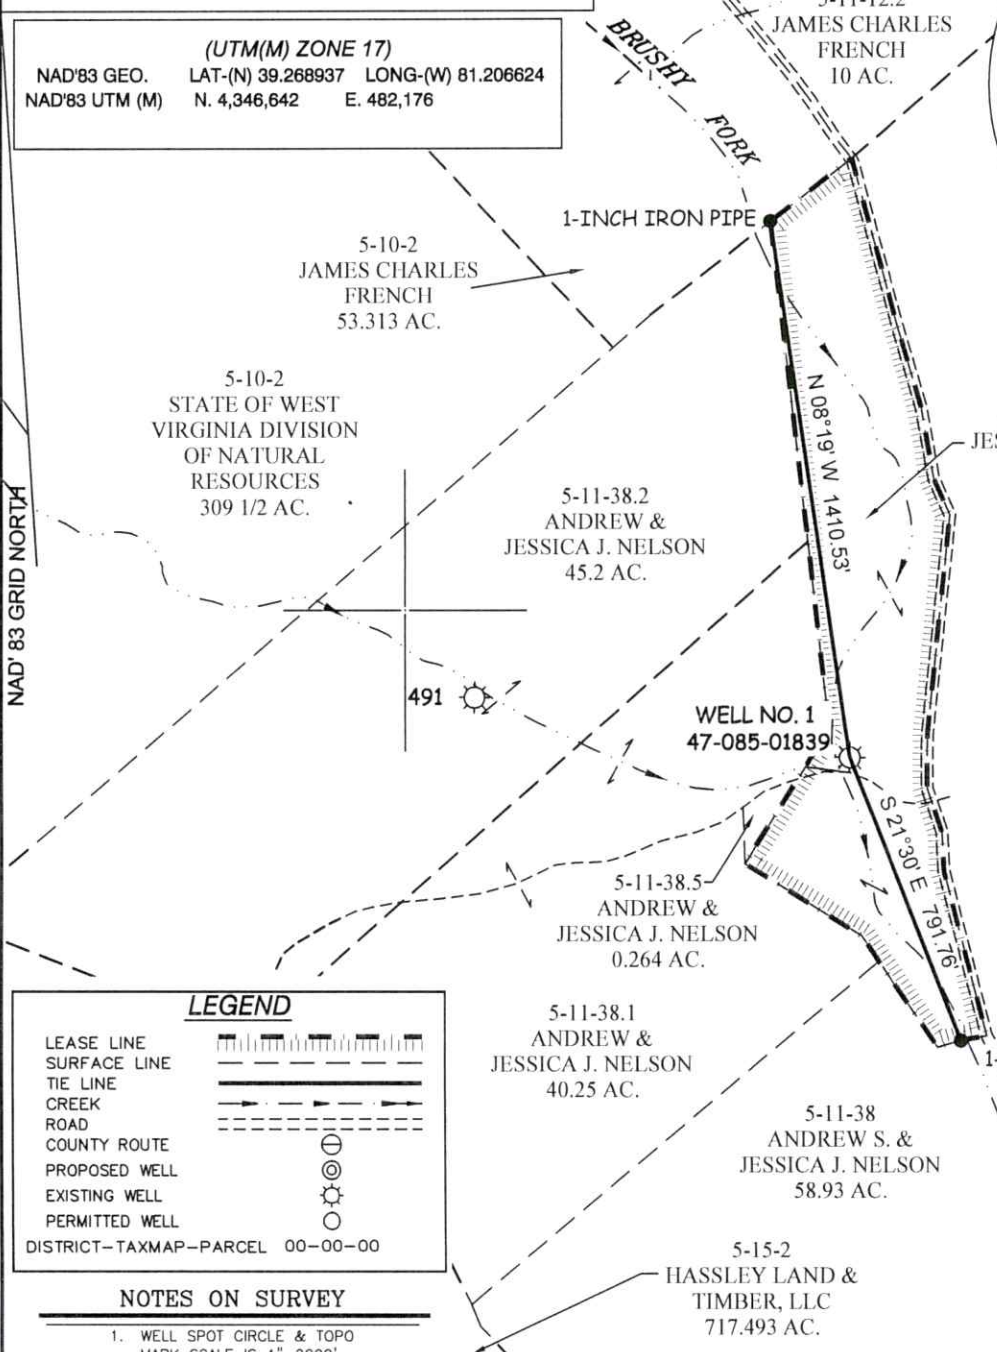 (UTM(M) ZONE 17)
NAD'83 GEO. LAT-(N) 39.268937 LONG-(W) 81.206624
NAD'83 UTM (M) N. 4,346,642 E. 482,176
JAMES CHARLES
FRENCH
10 AC.
BRUSHY
FORK
1-INCH IRON PIPE
5-10-2
JAMES CHARLES
FRENCH
53.313 AC.
5-10-2
STATE OF WEST
VIRGINIA DIVISION
OF NATURAL
RESOURCES
309 1/2 AC.
N 08°19' W 1410.53'
NAD' 83 GRID NORTH
5-11-38.2
ANDREW &
JESSICA J. NELSON
45.2 AC.
491
WELL NO. 1
47-085-01839
S 21°30' E 791.76'
5-11-38.5
ANDREW &
JESSICA J. NELSON
0.264 AC.
5-11-38.1
ANDREW &
JESSICA J. NELSON
40.25 AC.
5-11-38
ANDREW S. &
JESSICA J. NELSON
58.93 AC.
5-15-2
HASSLEY LAND &
TIMBER, LLC
717.493 AC.
LEGEND
LEASE LINE
SURFACE LINE
TIE LINE
CREEK
ROAD
COUNTY ROUTE
PROPOSED WELL
EXISTING WELL
PERMITTED WELL
DISTRICT-TAXMAP-PARCEL 00-00-00
NOTES ON SURVEY
1. WELL SPOT CIRCLE & TOPO